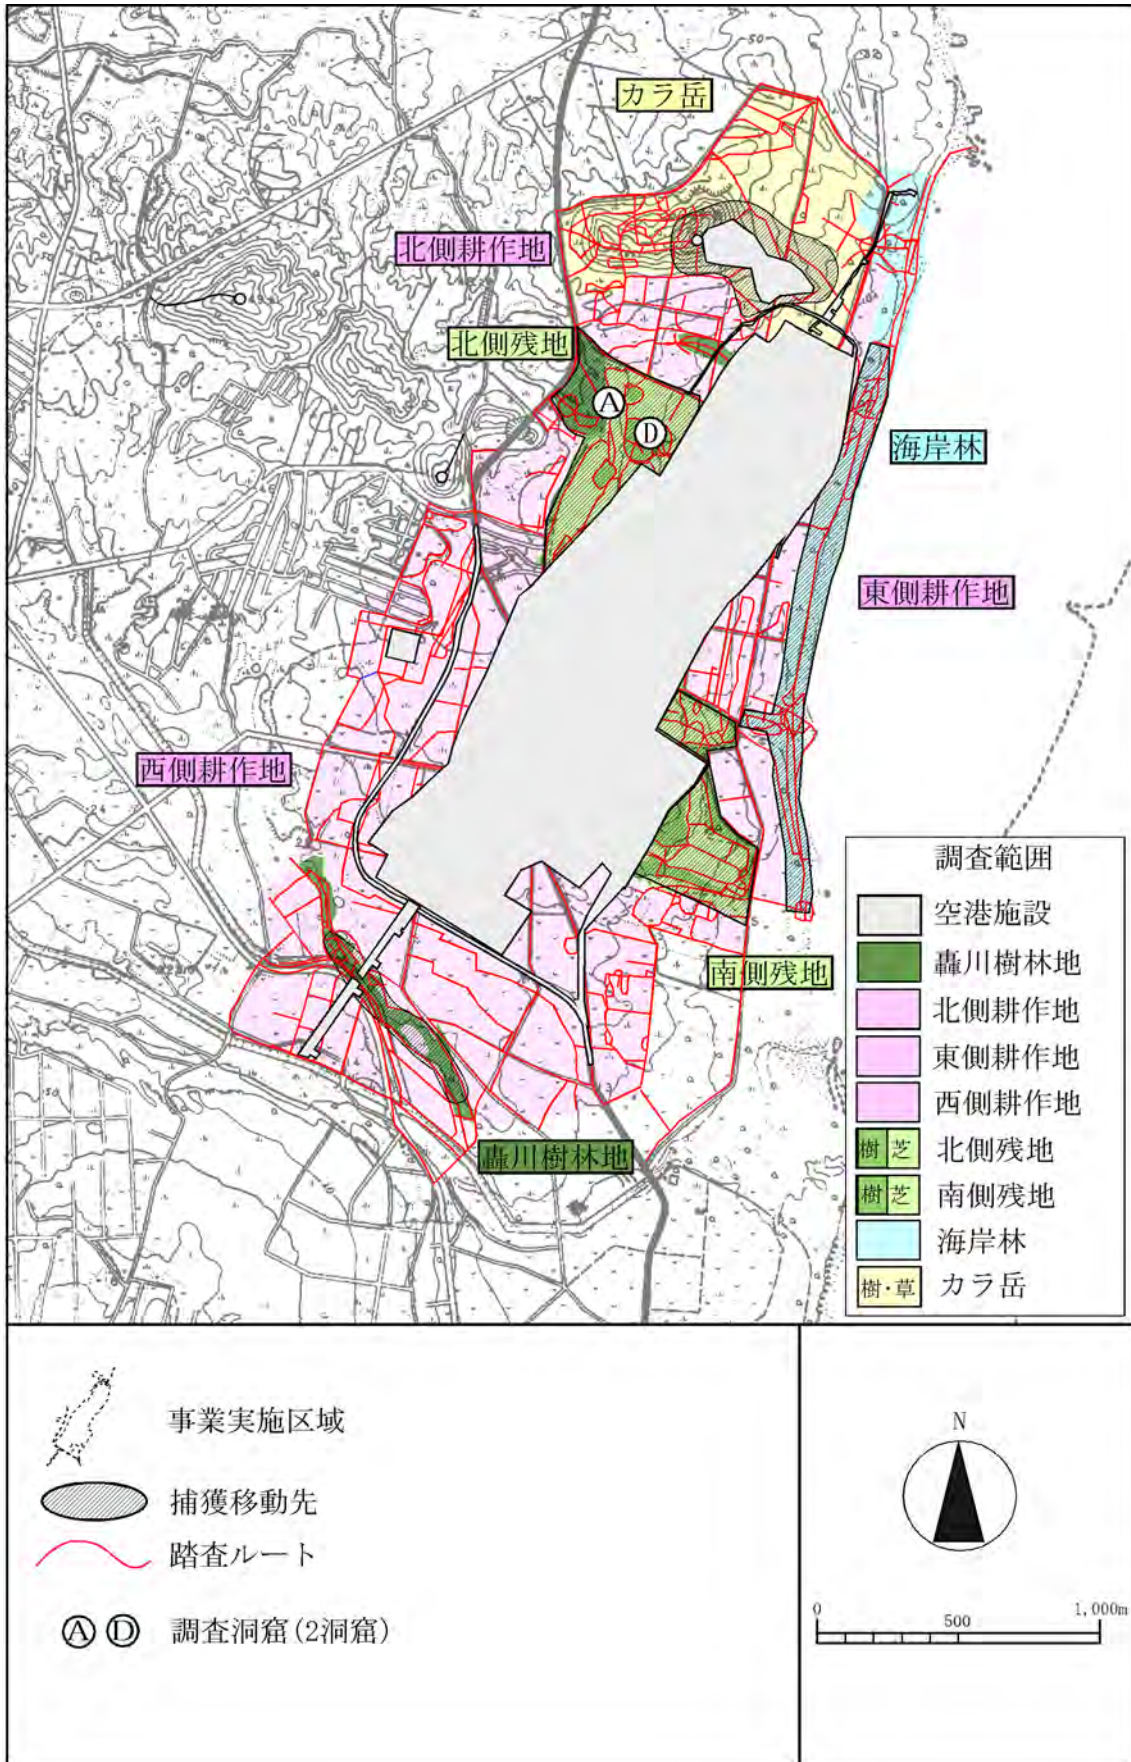 カラ岳
北側耕作地
北側残地
A
D
海岸林
東側耕作地
西側耕作地
南側残地
轟川樹林地
調査範囲
空港施設
轟川樹林地
北側耕作地
東側耕作地
西側耕作地
樹 芝 北側残地
樹 芝 南側残地
海岸林
樹・草 カラ岳
事業実施区域
捕獲移動先
踏査ルート
A D 調査洞窟(2洞窟)
N
0 500 1,000m